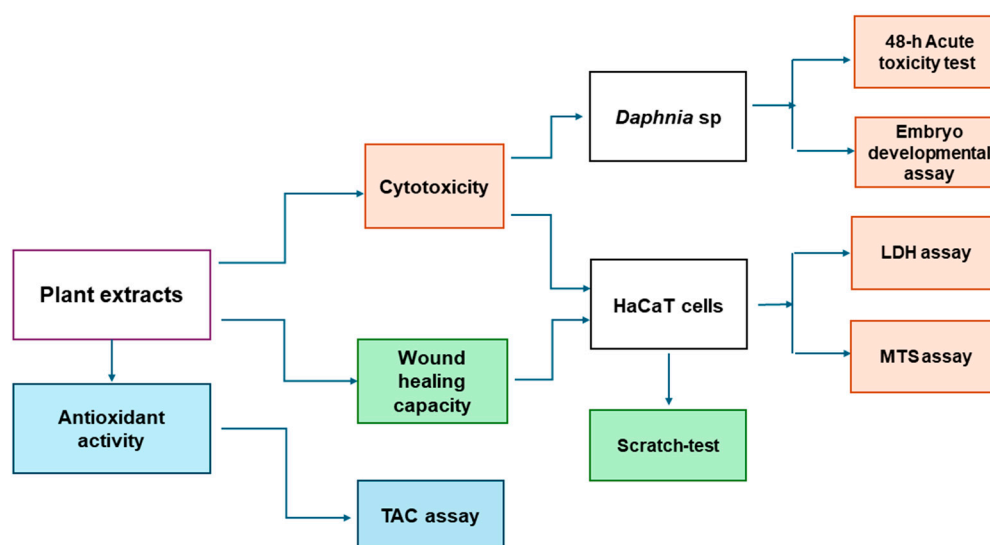 48-h Acute
toxicity test
Daphnia sp
Embryo
developmental
assay
Cytotoxicity
LDH assay
Plant extracts
HaCaT cells
Wound
healing
capacity
MTS assay
Antioxidant
activity
Scratch-test
TAC assay